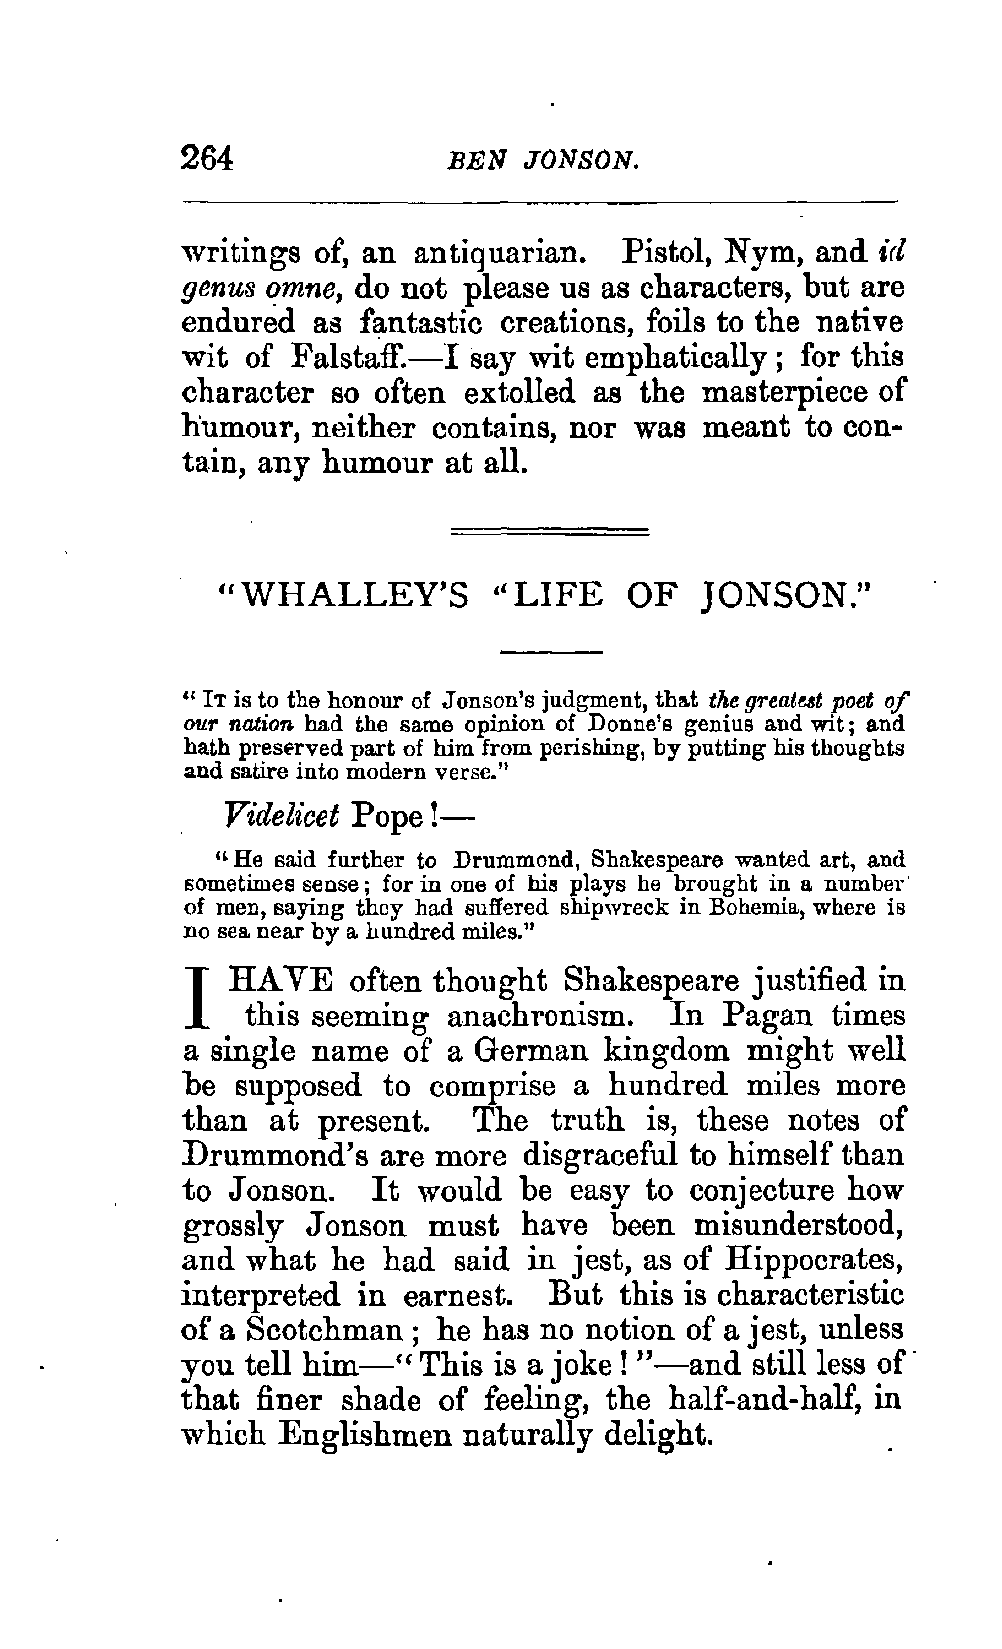 264 BEN JONSON.
writings of, an antiquarian. Pistol, Nym, and id
genus omne, do not please us as characters, but are
endured as fantastic creations, foils to the native
wit of Falstaff.—I say wit emphatically; for this
character so often extolled as the masterpiece of
humour, neither contains, nor was meant to con-
tain, any humour at all.
"WHALLEY'S "LIFE OF JONSON."
"IT is to the honour of Jonson's judgment, that the greatest poet of
our nation had the same opinion of Donne's genius and wit; and
hath preserved part of him from perishing, by putting his thoughts
and satire into modern verse."
Videlicet Pope!—
"He said further to Drummond, Shakespeare wanted art, and
sometimes sense; for in one of his plays he brought in a number
of men, saying they had suffered shipwreck in Bohemia, where is
no sea near by a hundred miles."
I HAVE often thought Shakespeare justified in
this seeming anachronism. In Pagan times
a single name of a German kingdom might well
be supposed to comprise a hundred miles more
than at present. The truth is, these notes of
Drummond's are more disgraceful to himself than
to Jonson. It would be easy to conjecture how
grossly Jonson must have been misunderstood,
and what he had said in jest, as of Hippocrates,
interpreted in earnest. But this is characteristic
of a Scotchman; he has no notion of a jest, unless
you tell him—"This is a joke!"—and still less of
that finer shade of feeling, the half-and-half, in
which Englishmen naturally delight.